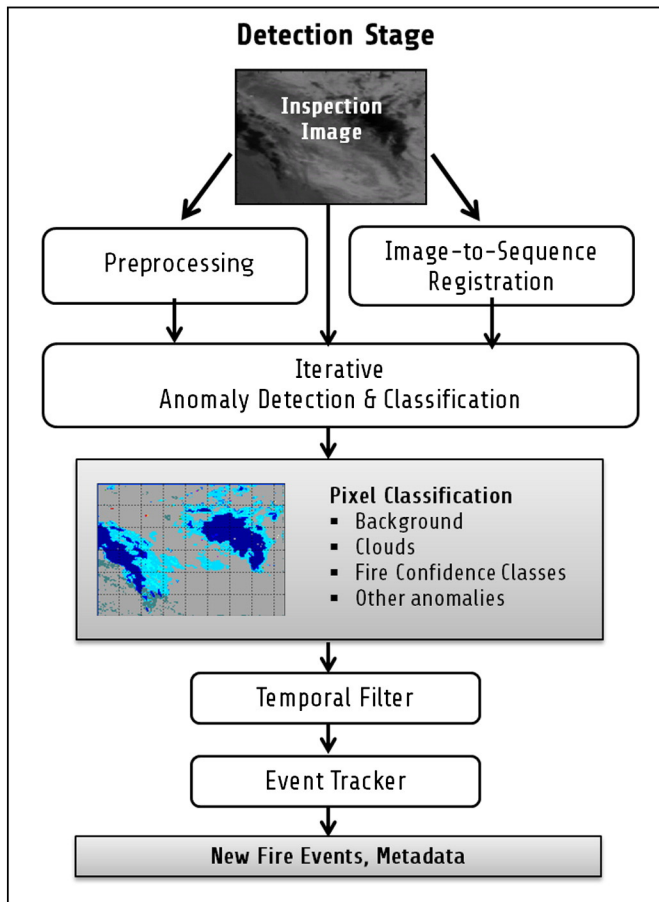 Detection Stage
Inspection
Image
Preprocessing
Image-to-Sequence
Registration
Iterative
Anomaly Detection & Classification
Pixel Classification
▪ Background
▪ Clouds
▪ Fire Confidence Classes
▪ Other anomalies
Temporal Filter
Event Tracker
New Fire Events, Metadata